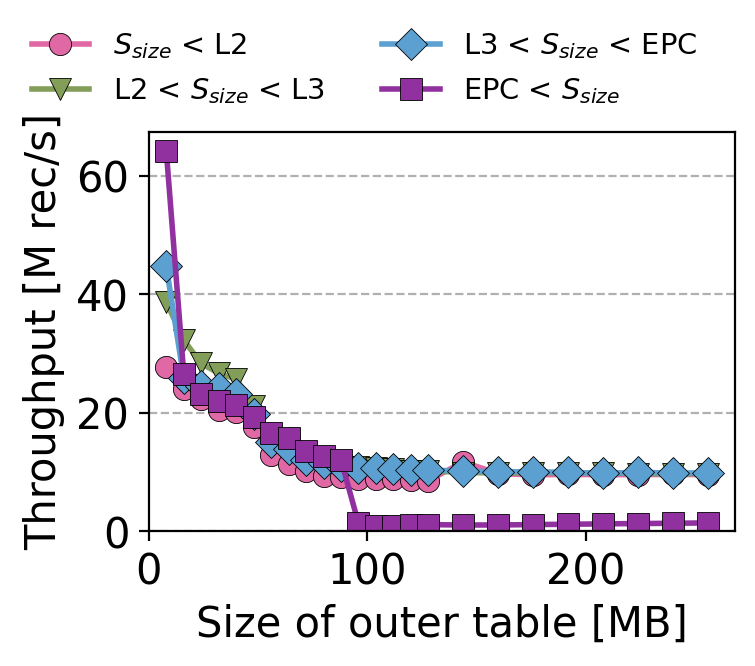 S_size < L2
L2 < S_size < L3
L3 < S_size < EPC
EPC < S_size
Throughput [M rec/s]
60
40
20
0
0 100 200
Size of outer table [MB]